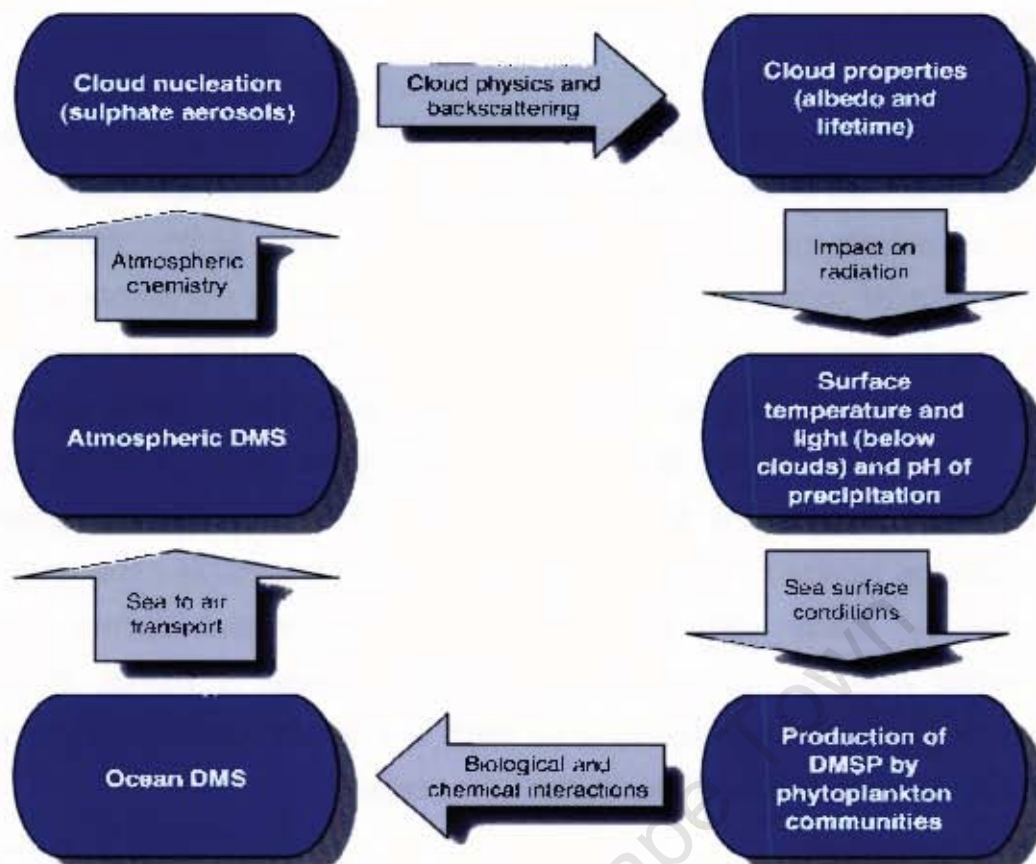 Cloud nucleation
(sulphate aerosols)
Cloud physics and
backscattering
Cloud properties
(albedo and
lifetime)
Atmospheric
chemistry
Impact on
radiation
Atmospheric DMS
Surface
temperature and
light (below
clouds) and pH of
precipitation
Sea to air
transport
Sea surface
conditions
Ocean DMS
Biological and
chemical interactions
Production of
DMSP by
phytoplankton
communities
Town